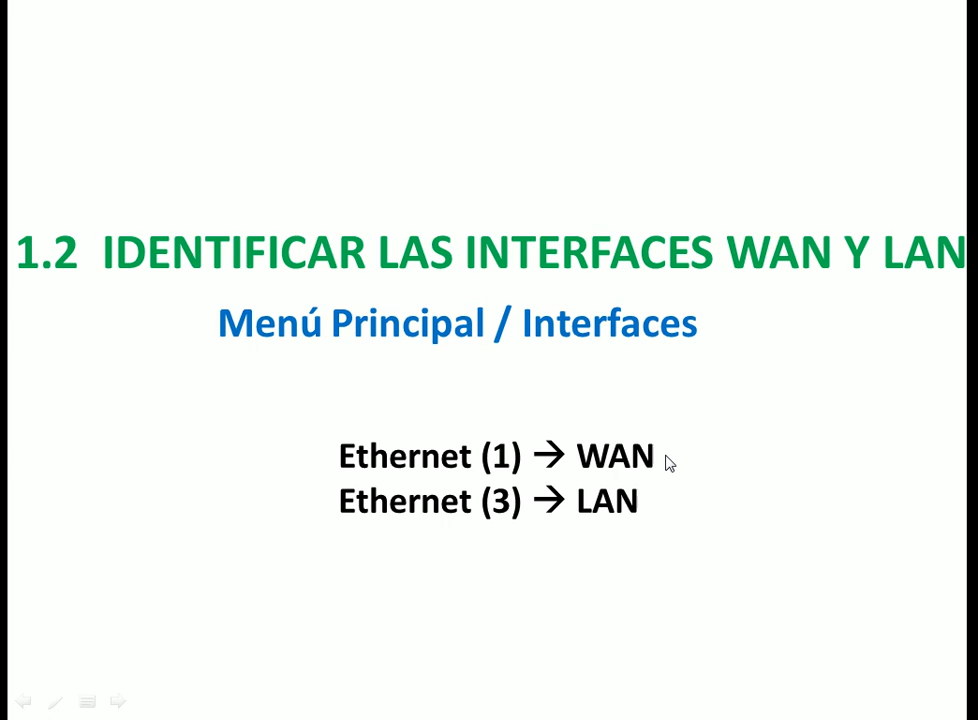 1.2 IDENTIFICAR LAS INTERFACES WAN Y LAN
Menú Principal / Interfaces
Ethernet (1) → WAN
Ethernet (3) → LAN